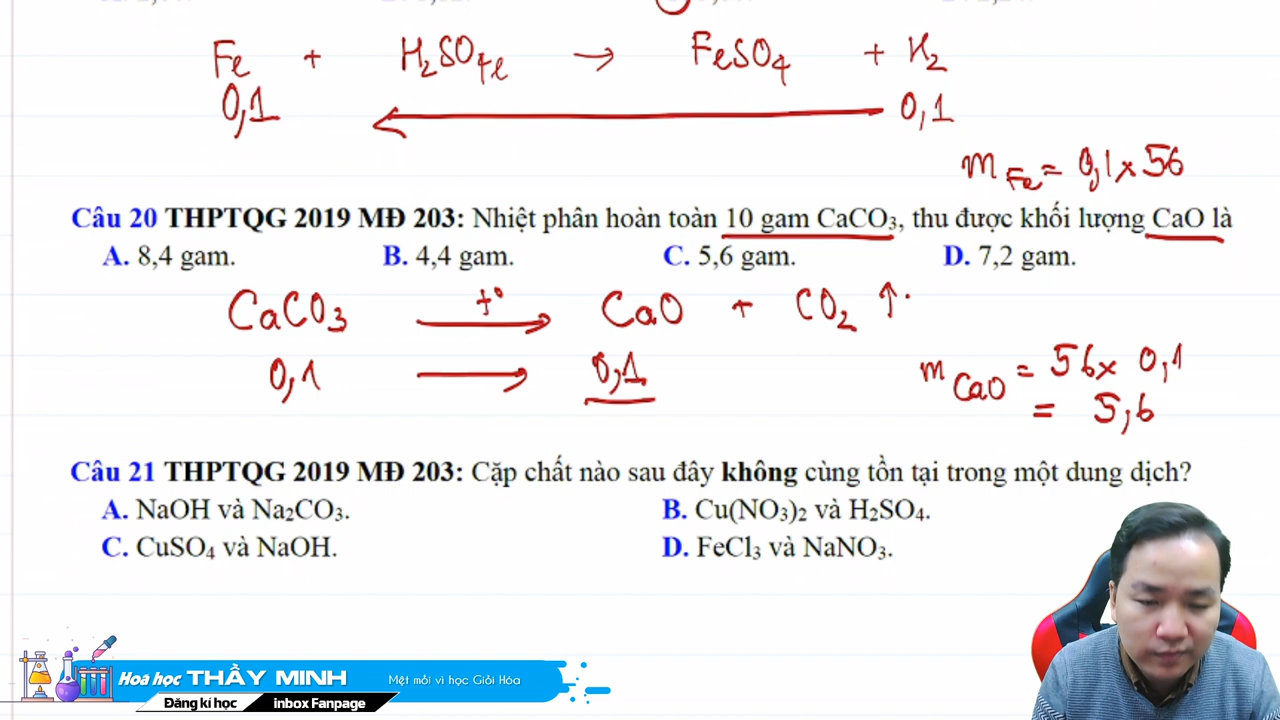 Fe + H2SO4 → FeSO4 + H2
0,1 0,1
mFe = 0,1 x 56
Câu 20 THPTQG 2019 MĐ 203: Nhiệt phân hoàn toàn 10 gam CaCO₃, thu được khối lượng CaO là
A. 8,4 gam. B. 4,4 gam. C. 5,6 gam. D. 7,2 gam.
CaCO3 t° → CaO + CO2 ↑
0,1 → 0,1
mCaO = 56 x 0,1
= 5,6
Câu 21 THPTQG 2019 MĐ 203: Cặp chất nào sau đây không cùng tồn tại trong một dung dịch?
A. NaOH và Na₂CO₃. B. Cu(NO₃)₂ và H₂SO₄.
C. CuSO₄ và NaOH. D. FeCl₃ và NaNO₃.
Hoá học THẦY MINH Mệt mỏi vì học Giỏi Hóa
Đăng kí học inbox Fanpage